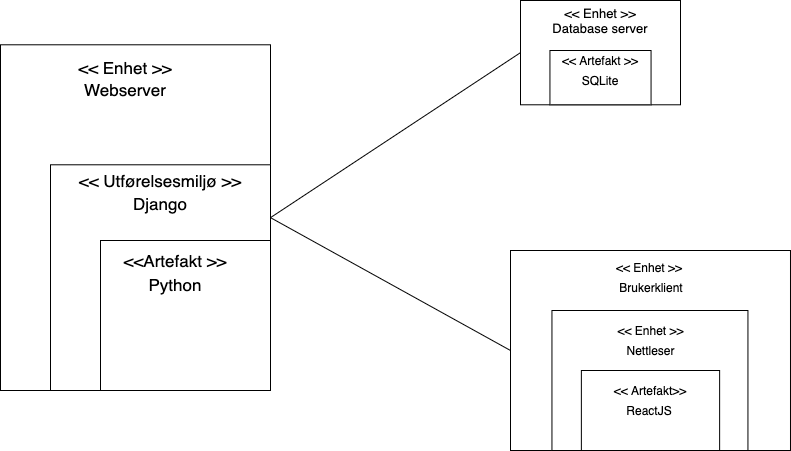 << Enhet >>
Webserver
<< Utførelsesmiljø >>
Django
<<Artefakt >>
Python
<< Enhet >>
Database server
<< Artefakt >>
SQLite
<< Enhet >>
Brukerklient
<< Enhet >>
Nettleser
<< Artefakt>>
ReactJS